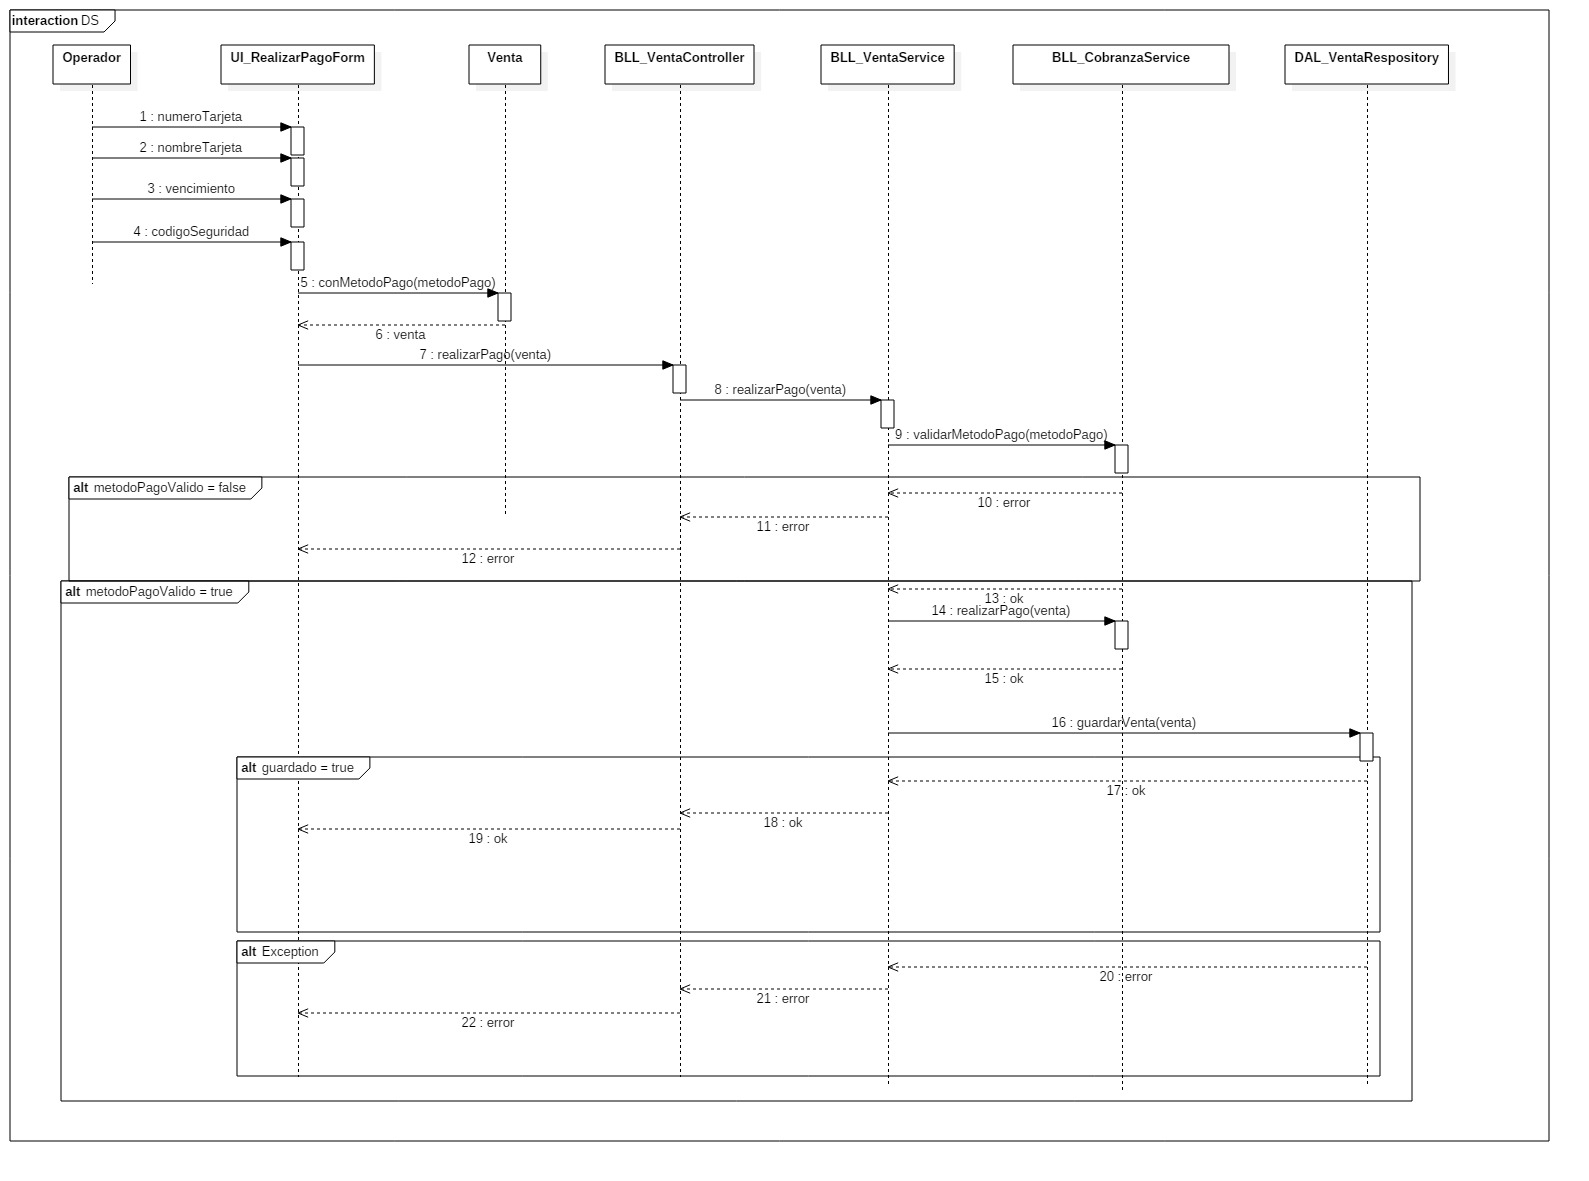 interaction DS
Operador
UI_RealizarPagoForm
Venta
BLL_VentaController
BLL_VentaService
BLL_CobranzaService
DAL_VentaRespository
1 : numeroTarjeta
2 : nombreTarjeta
3 : vencimiento
4 : codigoSeguridad
5 : conMetodoPago(metodoPago)
6 : venta
7 : realizarPago(venta)
8 : realizarPago(venta)
9 : validarMetodoPago(metodoPago)
alt metodoPagoValido = false
10 : error
11 : error
12 : error
alt metodoPagoValido = true
13 : ok
14 : realizarPago(venta)
15 : ok
16 : guardarVenta(venta)
alt guardado = true
17 : ok
18 : ok
19 : ok
alt Exception
20 : error
21 : error
22 : error